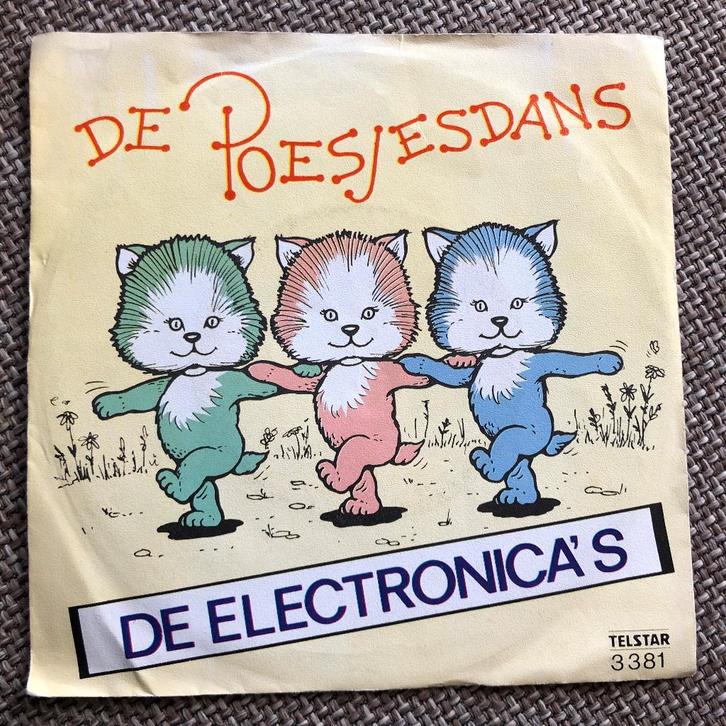 DE POESJESDANS
DE ELECTRONICA'S
TELSTAR
3381